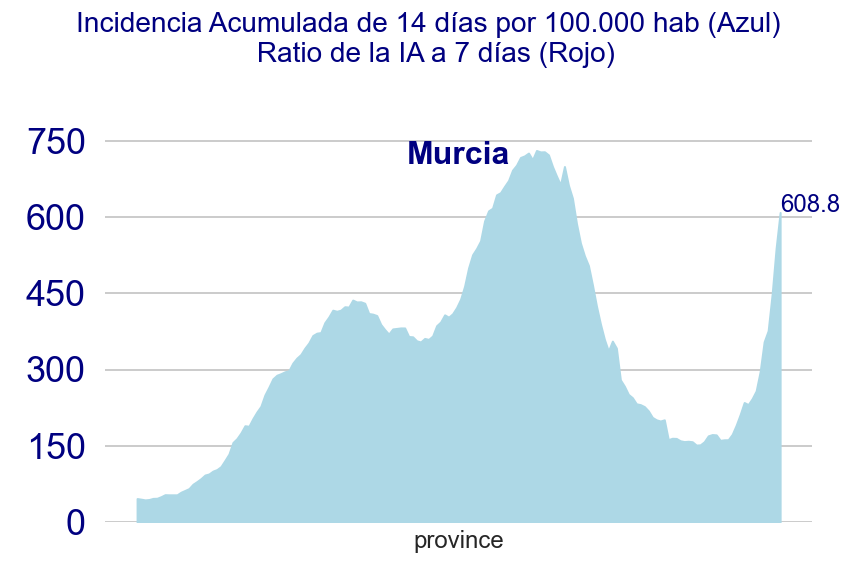 Incidencia Acumulada de 14 días por 100.000 hab (Azul)
Ratio de la IA a 7 días (Rojo)
750
Murcia
600
608.8
450
300
150
0
province